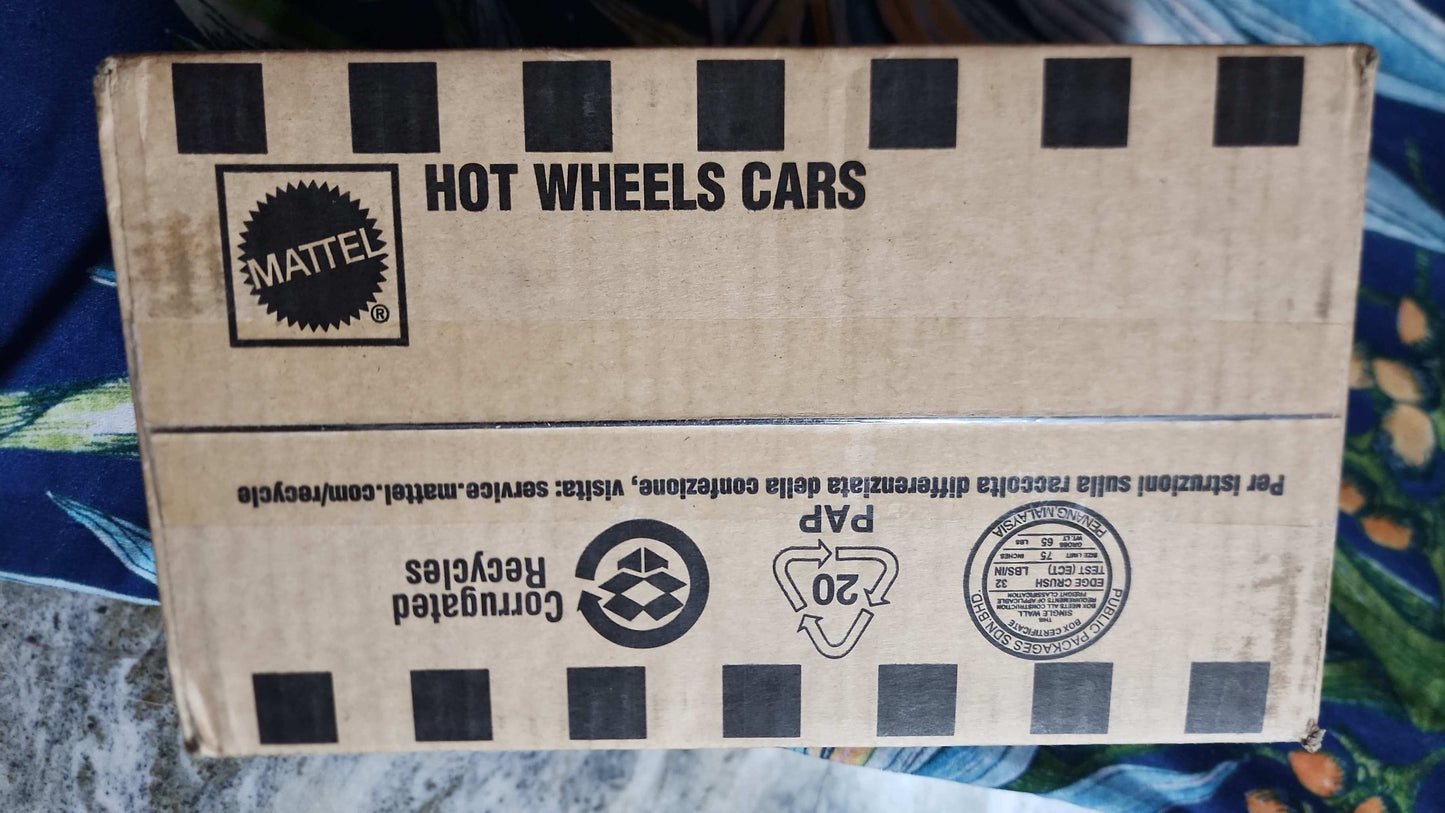 HOT WHEELS CARS
MATTEL
®
Per istruzioni sulla raccolta differenziata della confezione, visita: service.mattel.com/recycle
PAP
20
Corrugated
Recycles
PUBLIC PACKAGES SDN BHD.
BOX CERTIFICATE
THIS
SINGLE WALL
BOX MEETS ALL CONSTRUCTION
REQUIREMENTS OF APPLICABLE
FREIGHT CLASSIFICATION
EDGE CRUSH 32
TEST (ECT) LBS/IN
SIZE LIMIT 75 INCHES
GROSS 65 LBS
WT. LT
PENANG MALAYSIA